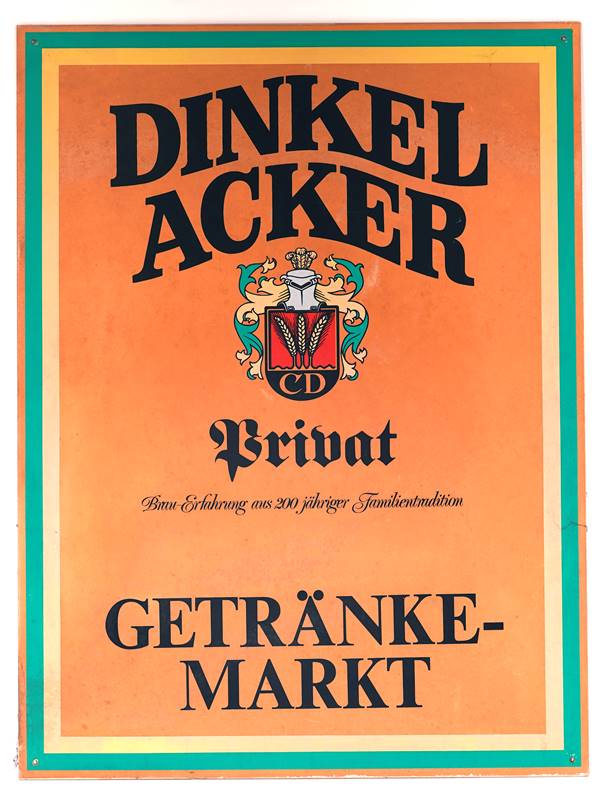 DINKEL
ACKER
CD
Privat
Brau-Erfahrung aus 200 jähriger Familientradition
GETRÄNKE-
MARKT